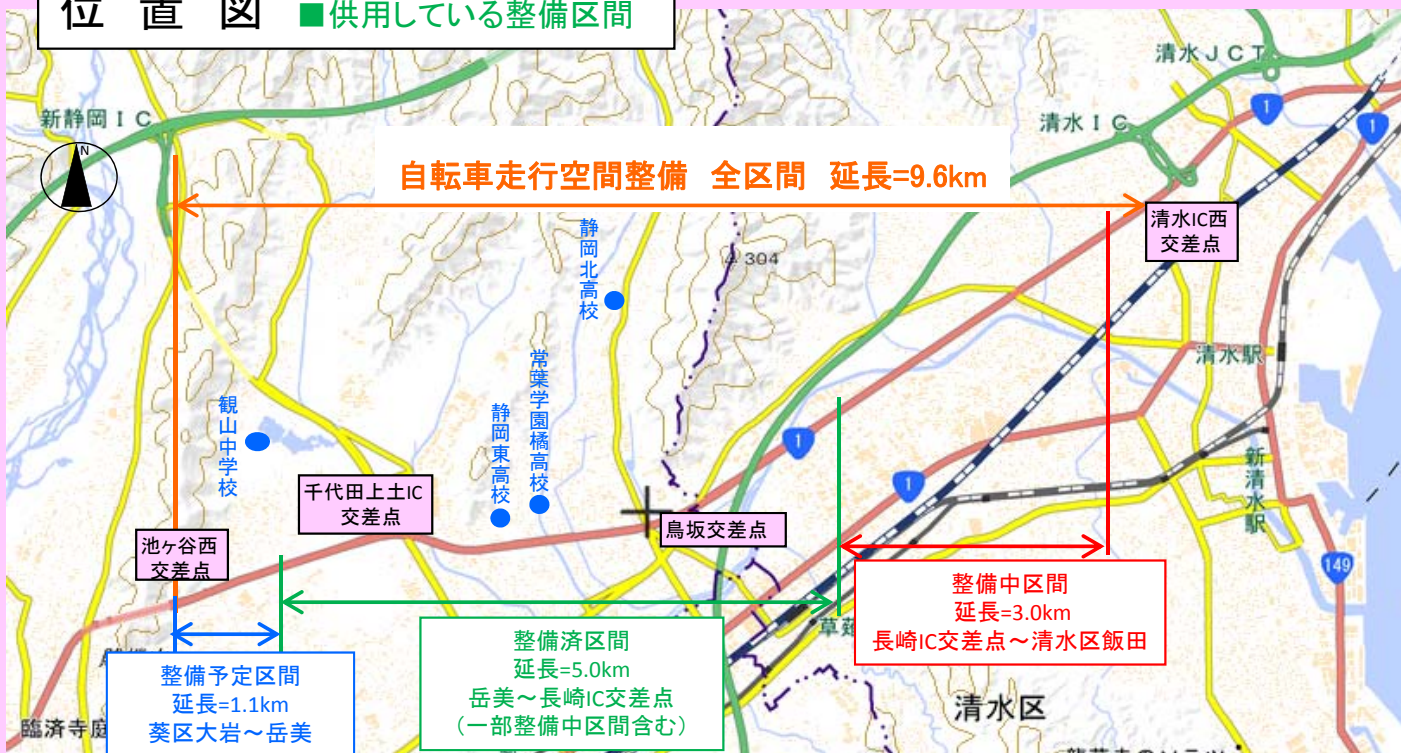 位 置 図 ■供用している整備区間
清水JCT
新静岡IC
清水IC
1
1
N
自転車走行空間整備 全区間 延長=9.6km
清水IC西
交差点
静岡北高校
304
清水駅
常葉学園橘高校
観山中学校
静岡東高校
1
1
新清水駅
千代田上土IC
交差点
鳥坂交差点
池ヶ谷西
交差点
149
整備中区間
延長=3.0km
長崎IC交差点～清水区飯田
整備済区間
延長=5.0km
岳美～長崎IC交差点
（一部整備中区間含む）
整備予定区間
延長=1.1km
葵区大岩～岳美
臨済寺庭
清水区